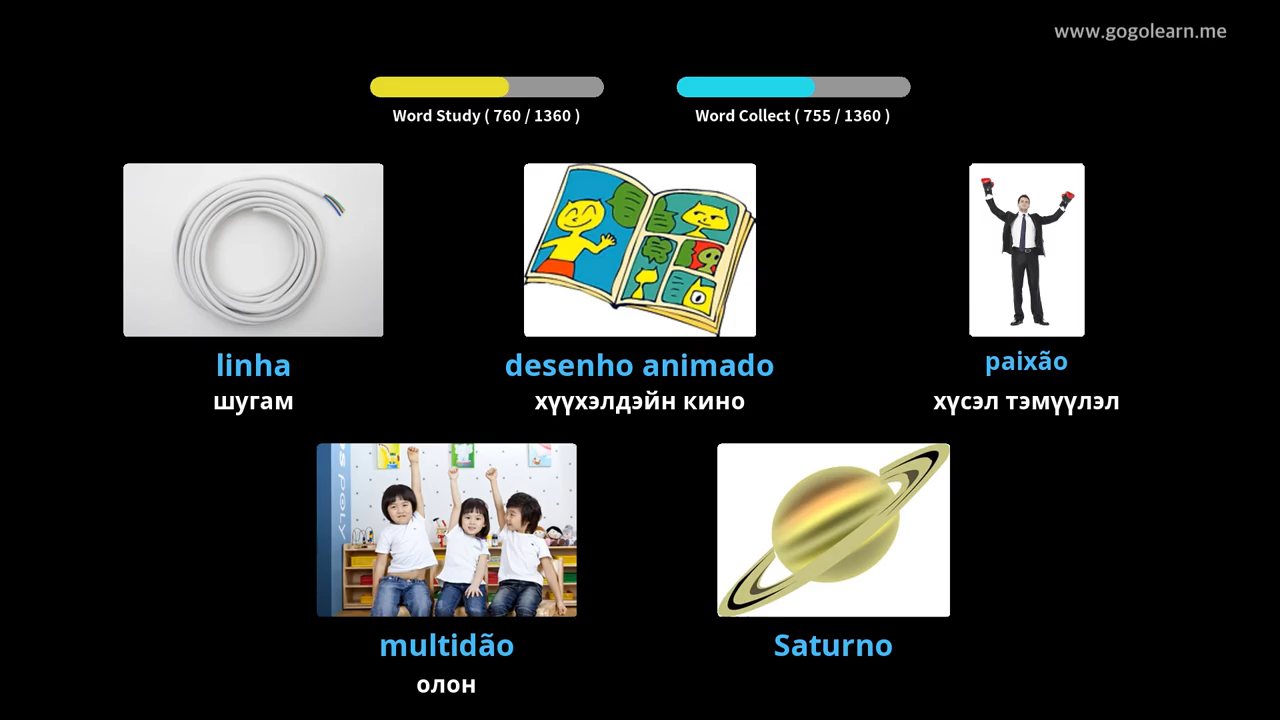 www.gogolearn.me
Word Study ( 760 / 1360 )
Word Collect ( 755 / 1360 )
linha
desenho animado
paixão
шугам
хүүхэлдэйн кино
хүсэл тэмүүлэл
multidão
Saturno
олон